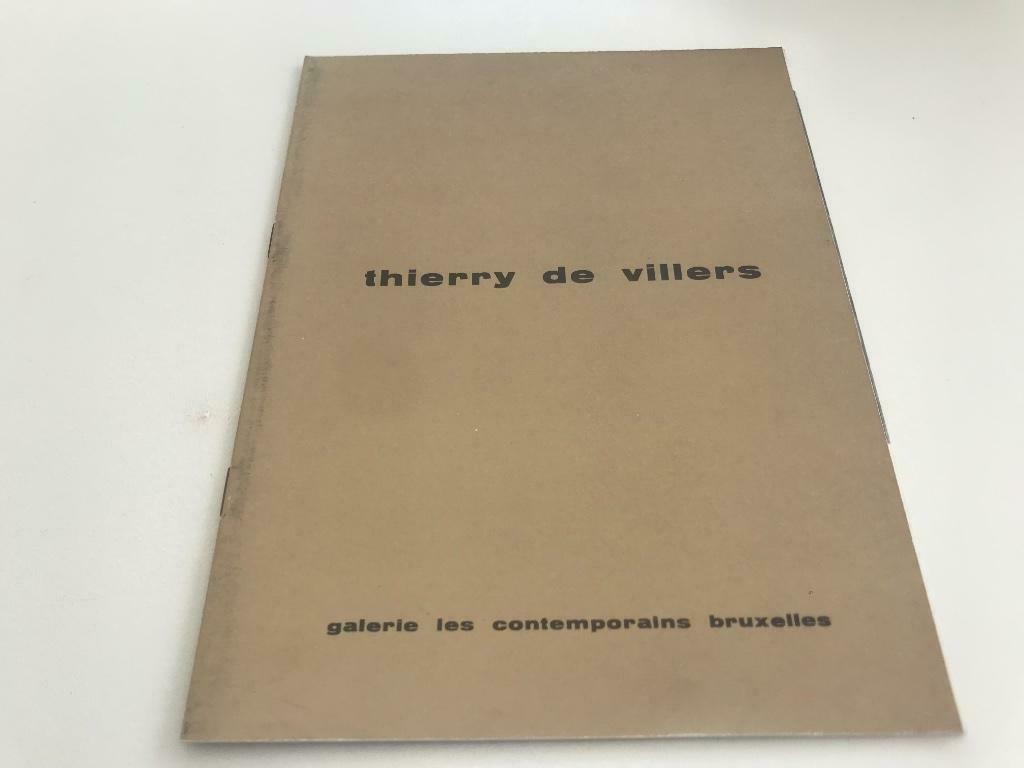 thierry de villers
galerie les contemporains bruxelles